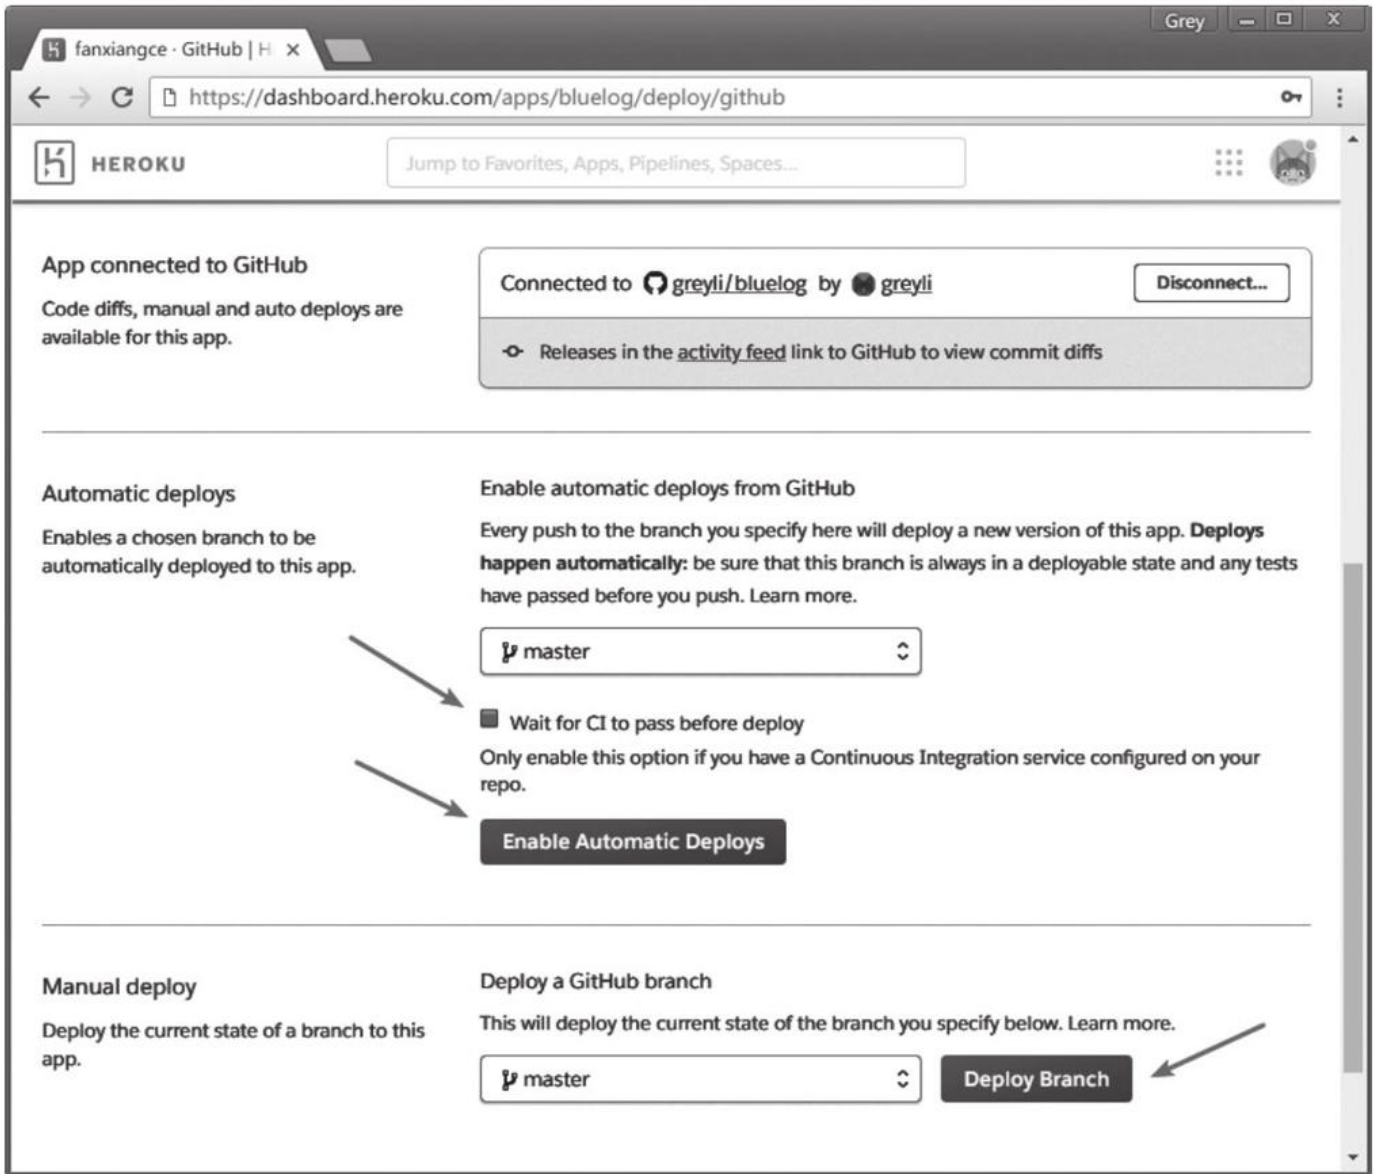 Grey
fanxiangce · GitHub | H
https://dashboard.heroku.com/apps/bluelog/deploy/github
HEROKU
Jump to Favorites, Apps, Pipelines, Spaces...
App connected to GitHub
Code diffs, manual and auto deploys are
available for this app.
Connected to greyli/bluelog by greyli
Disconnect...
Releases in the activity feed link to GitHub to view commit diffs
Automatic deploys
Enables a chosen branch to be
automatically deployed to this app.
Enable automatic deploys from GitHub
Every push to the branch you specify here will deploy a new version of this app. Deploys
happen automatically: be sure that this branch is always in a deployable state and any tests
have passed before you push. Learn more.
master
Wait for CI to pass before deploy
Only enable this option if you have a Continuous Integration service configured on your
repo.
Enable Automatic Deploys
Manual deploy
Deploy the current state of a branch to this
app.
Deploy a GitHub branch
This will deploy the current state of the branch you specify below. Learn more.
master
Deploy Branch